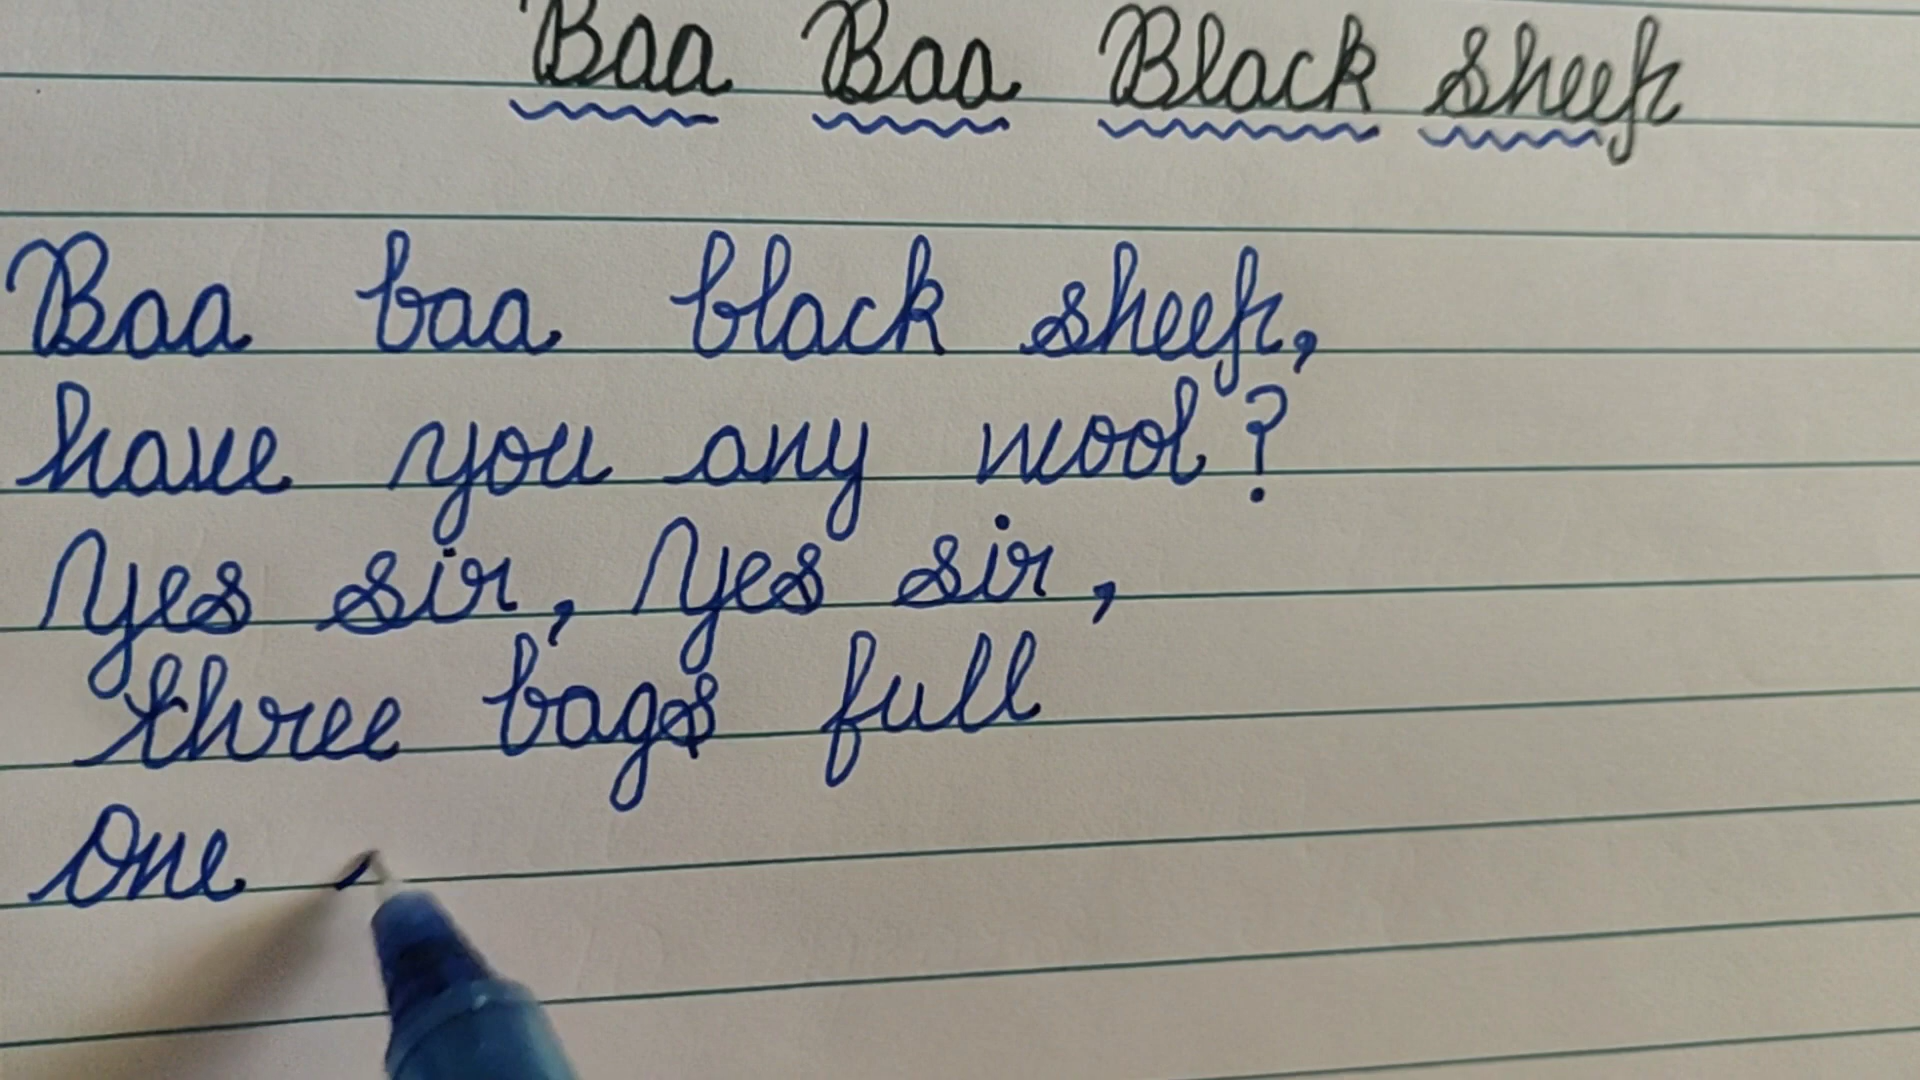 Baa Baa Black Sheep
Baa baa black sheep,
have you any wool?
Yes sir, Yes sir,
three bags full
One